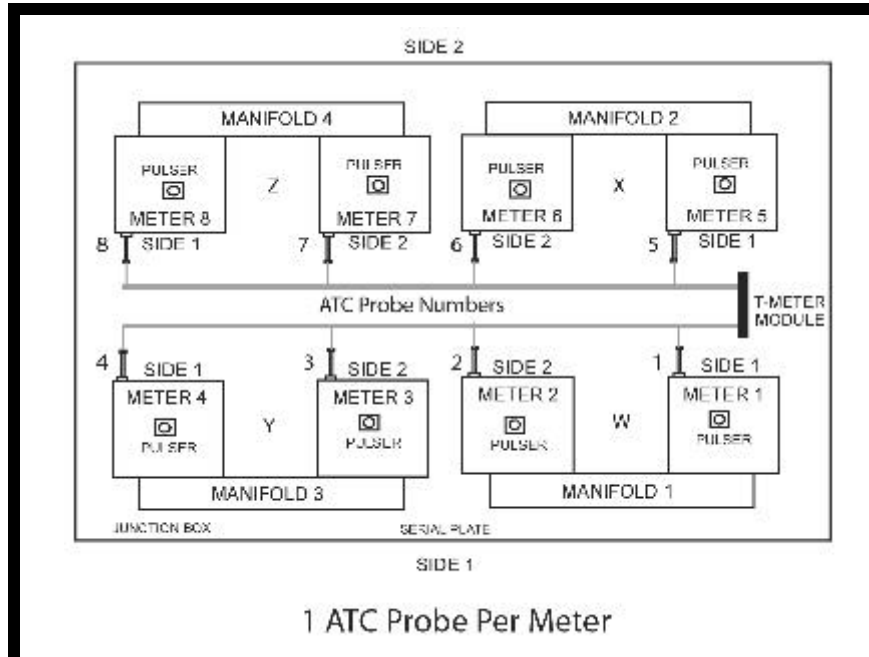 SIDE 2
MANIFOLD 4
MANIFOLD 2
PULSER
Z
PULSER
PULSER
X
PULSER
METER 8
METER 7
METER 6
METER 5
8
SIDE 1
7
SIDE 2
6
SIDE 2
5
SIDE 1
ATC Probe Numbers
T-METER
MODULE
4
SIDE 1
3
SIDE 2
2
SIDE 2
1
SIDE 1
METER 4
METER 3
METER 2
METER 1
Y
W
PULSER
PULSER
PULSER
PULSER
MANIFOLD 3
MANIFOLD 1
JUNCTION BOX
SERIAL PLATE
SIDE 1
1 ATC Probe Per Meter